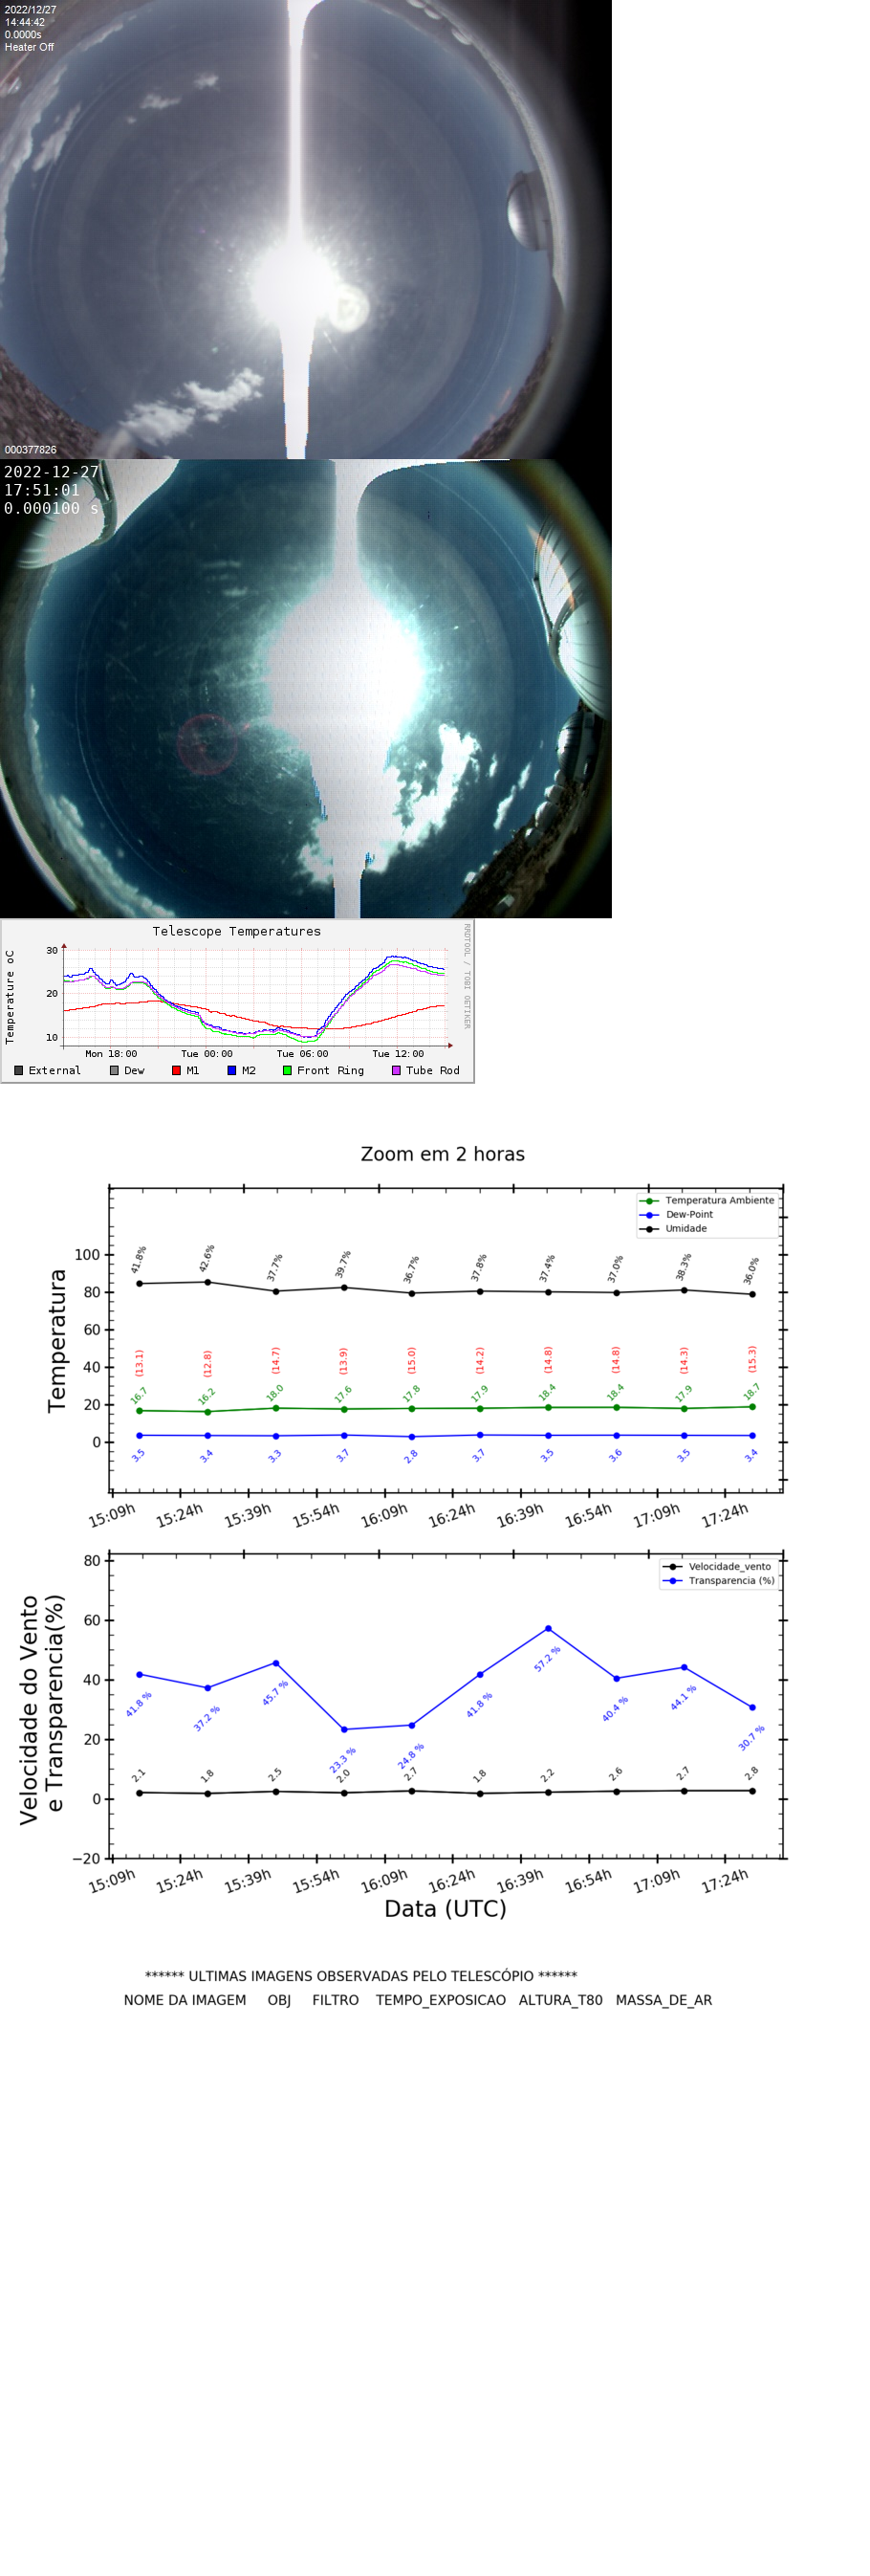 2022/12/27
14:44:42
0.0000s
Heater Off
000377826
2022-12-27
17:51:01
0.000100 s
Telescope Temperatures
RRDTOOL / TOBI OETIKER
Temperature oC
30
20
10
Mon 18:00 Tue 00:00 Tue 06:00 Tue 12:00
External Dew M1 M2 Front Ring Tube Rod
Zoom em 2 horas
Temperatura Ambiente
Dew-Point
Umidade
Temperatura
100
80
60
40
20
0
41.8% 42.6% 37.7% 39.7% 36.7% 37.8% 37.4% 37.0% 38.3% 36.0%
(13.1) (12.8) (14.7) (13.9) (15.0) (14.2) (14.8) (14.8) (14.3) (15.3)
16.7 16.2 18.0 17.6 17.8 17.9 18.4 18.4 17.9 18.7
3.5 3.4 3.3 3.7 2.8 3.7 3.5 3.6 3.5 3.4
15:09h 15:24h 15:39h 15:54h 16:09h 16:24h 16:39h 16:54h 17:09h 17:24h
Velocidade_vento
Transparencia (%)
Velocidade do Vento
e Transparencia(%)
80
60
40
20
0
−20
41.8 % 37.2 % 45.7 % 23.3 % 24.8 % 41.8 % 57.2 % 40.4 % 44.1 % 30.7 %
2.1 1.8 2.5 2.0 2.7 1.8 2.2 2.6 2.7 2.8
15:09h 15:24h 15:39h 15:54h 16:09h 16:24h 16:39h 16:54h 17:09h 17:24h
Data (UTC)
****** ULTIMAS IMAGENS OBSERVADAS PELO TELESCÓPIO ******
NOME DA IMAGEM OBJ FILTRO TEMPO_EXPOSICAO ALTURA_T80 MASSA_DE_AR